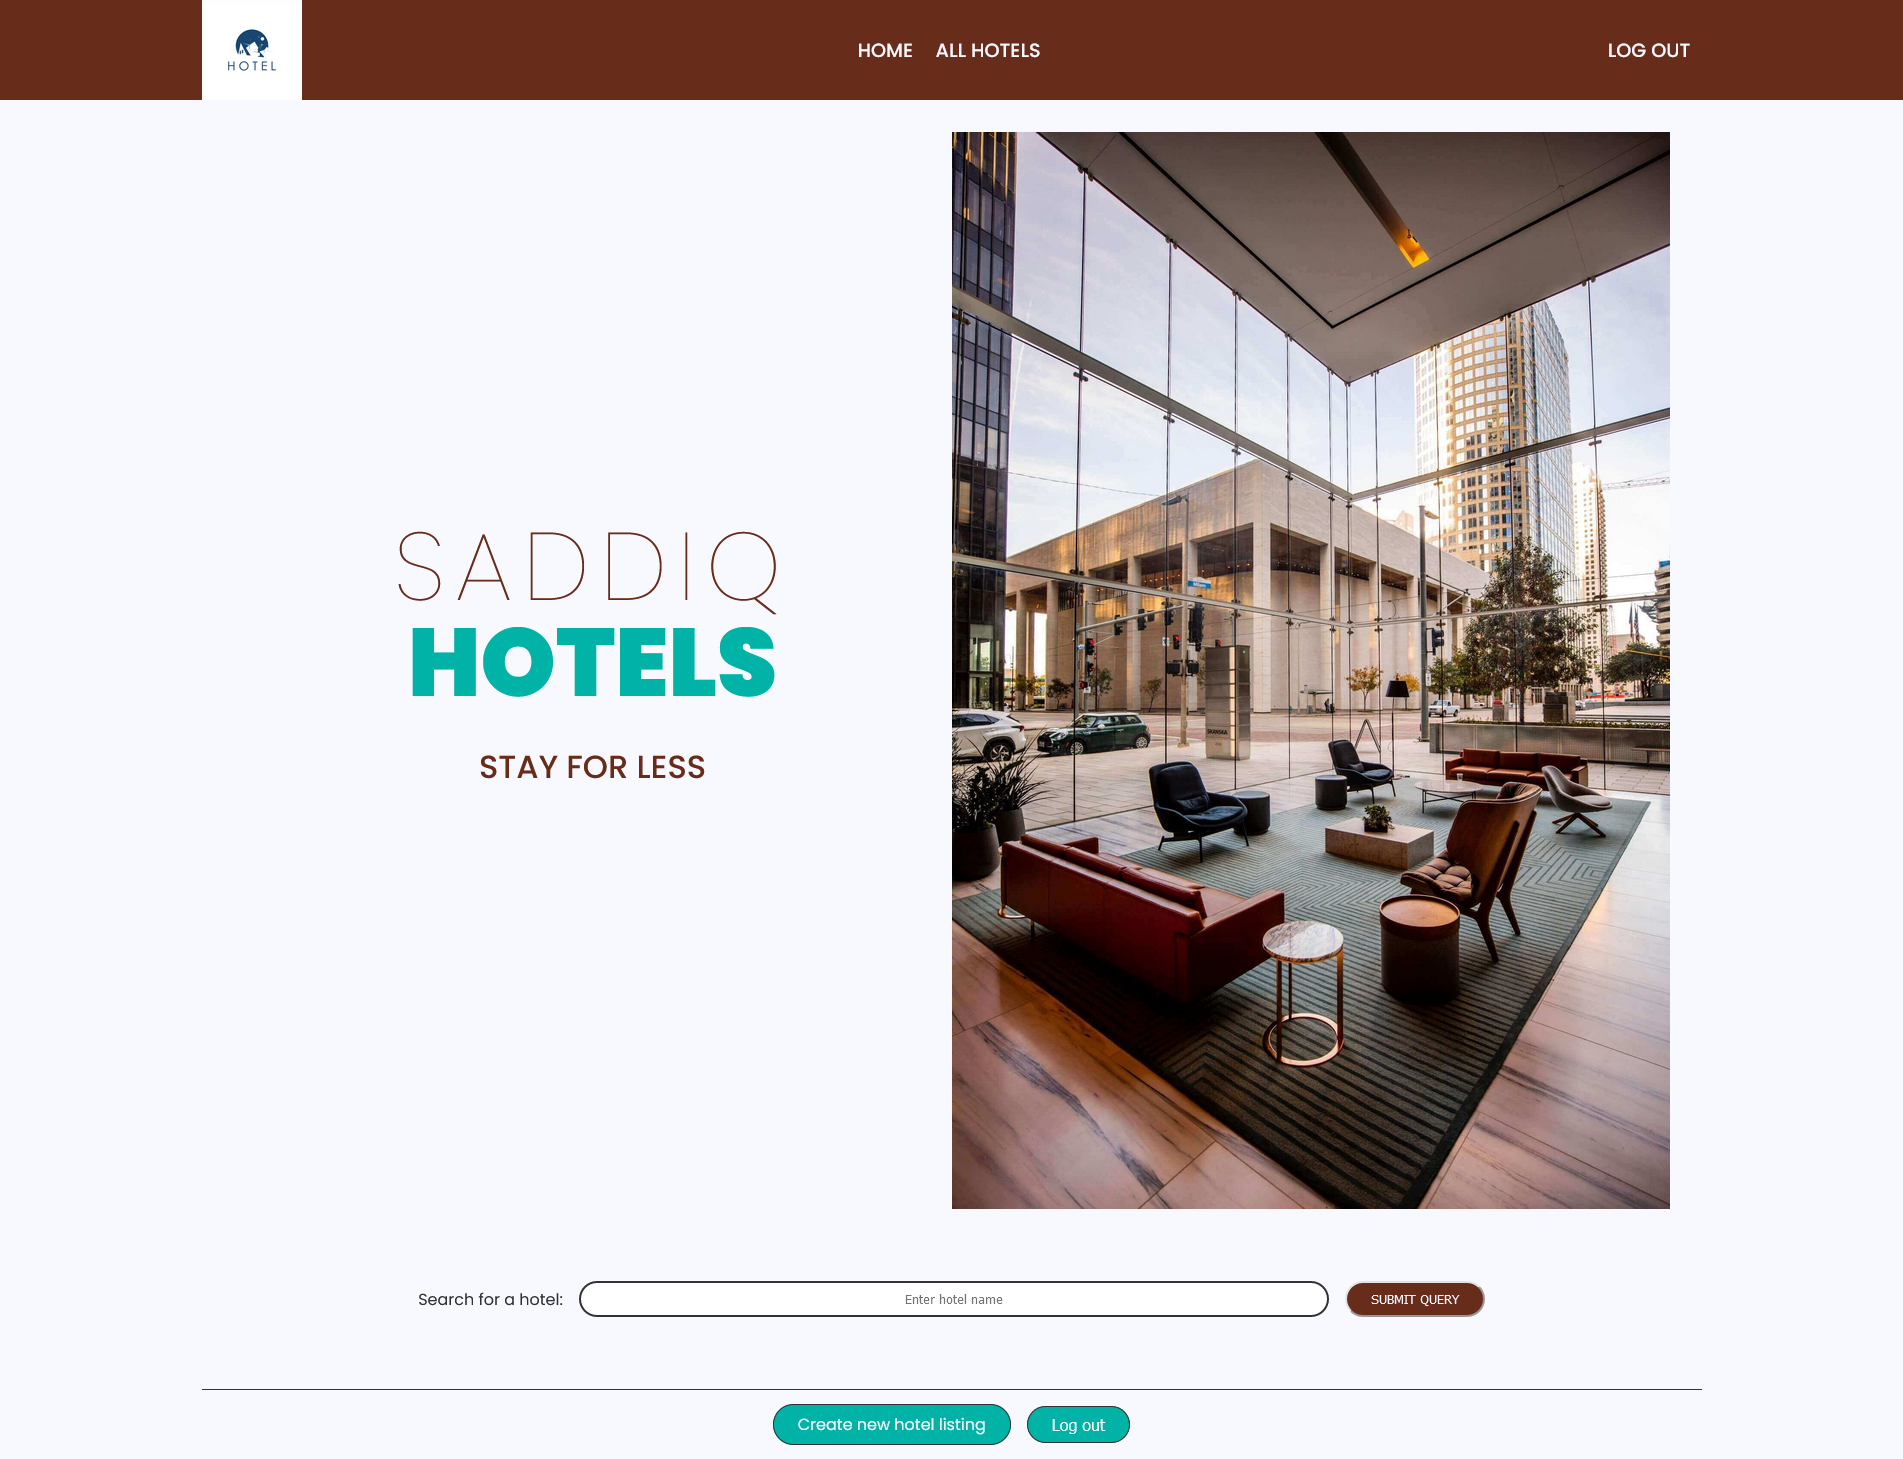 HOTEL
HOME ALL HOTELS LOG OUT
SADDIQ
HOTELS
STAY FOR LESS
SKANSKA
Search for a hotel: Enter hotel name SUBMIT QUERY
Create new hotel listing Log out